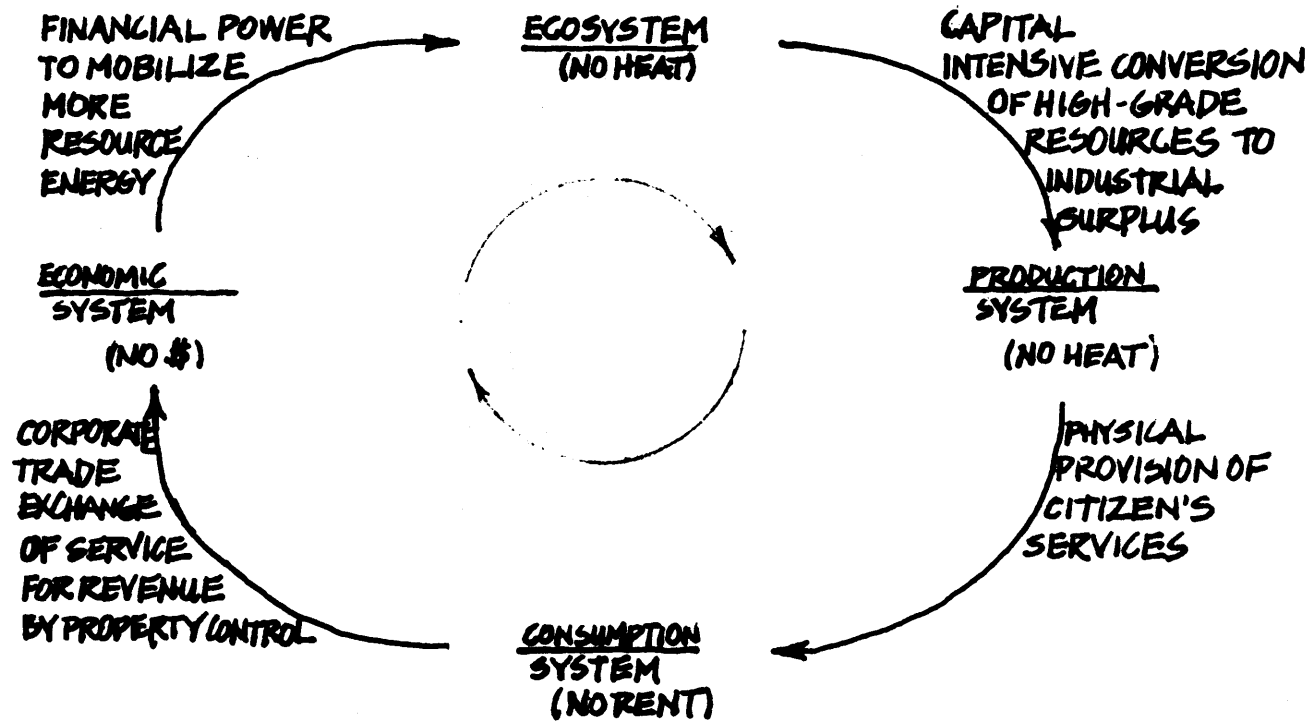 FINANCIAL POWER
TO MOBILIZE
MORE
RESOURCE
ENERGY
ECOSYSTEM
(NO HEAT)
CAPITAL
INTENSIVE CONVERSION
OF HIGH-GRADE
RESOURCES TO
INDUSTRIAL
SURPLUS
ECONOMIC
SYSTEM
(NO $)
PRODUCTION
SYSTEM
(NO HEAT)
CORPORATE
TRADE
EXCHANGE
OF SERVICE
FOR REVENUE
BY PROPERTY CONTROL
PHYSICAL
PROVISION OF
CITIZEN'S
SERVICES
CONSUMPTION
SYSTEM
(NO RENT)